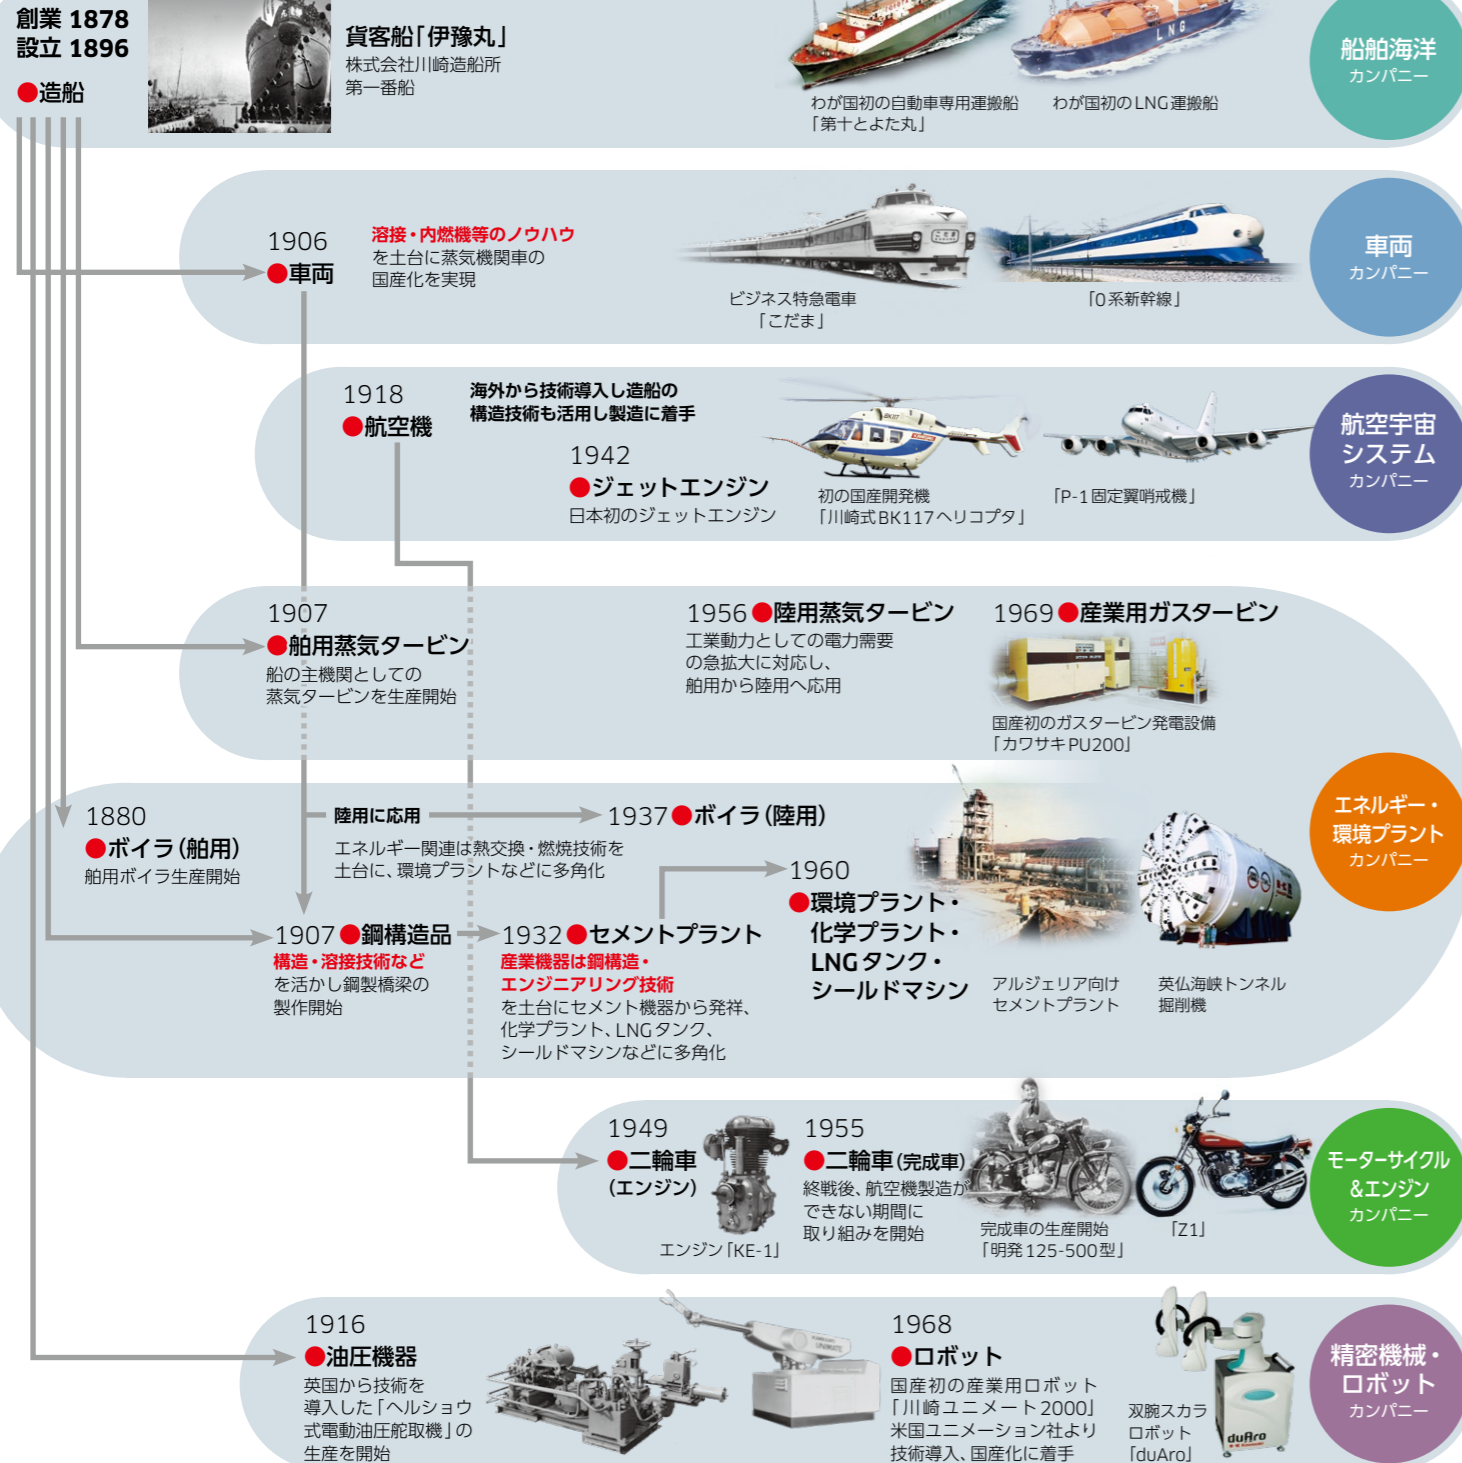 創業 1878
設立 1896
●造船
貨客船「伊豫丸」
株式会社川崎造船所
第一番船
LNG
わが国初の自動車専用運搬船
「第十とよた丸」
わが国初のLNG運搬船
船舶海洋
カンパニー
1906
●車両
溶接・内燃機等のノウハウ
を土台に蒸気機関車の
国産化を実現
こだま
ビジネス特急電車
「こだま」
「0系新幹線」
車両
カンパニー
1918
●航空機
海外から技術導入し造船の
構造技術も活用し製造に着手
1942
●ジェットエンジン
日本初のジェットエンジン
初の国産開発機
「川崎式BK117ヘリコプタ」
「P-1固定翼哨戒機」
航空宇宙
システム
カンパニー
1907
●舶用蒸気タービン
船の主機関としての
蒸気タービンを生産開始
1956 ●陸用蒸気タービン
工業動力としての電力需要
の急拡大に対応し、
舶用から陸用へ応用
1969 ●産業用ガスタービン
国産初のガスタービン発電設備
「カワサキPU200」
1880
●ボイラ(舶用)
舶用ボイラ生産開始
陸用に応用
1937 ●ボイラ(陸用)
エネルギー関連は熱交換・燃焼技術を
土台に、環境プラントなどに多角化
1907 ●鋼構造品
構造・溶接技術など
を活かし鋼製橋梁の
製作開始
1932 ●セメントプラント
産業機器は鋼構造・
エンジニアリング技術
を土台にセメント機器から発祥、
化学プラント、LNGタンク、
シールドマシンなどに多角化
1960
●環境プラント・
化学プラント・
LNGタンク・
シールドマシン
アルジェリア向け
セメントプラント
英仏海峡トンネル
掘削機
エネルギー・
環境プラント
カンパニー
1949
●二輪車
(エンジン)
エンジン「KE-1」
1955
●二輪車(完成車)
終戦後、航空機製造が
できない期間に
取り組みを開始
完成車の生産開始
「明発125-500型」
「Z1」
モーターサイクル
&エンジン
カンパニー
1916
●油圧機器
英国から技術を
導入した「ヘルショウ
式電動油圧舵取機」の
生産を開始
1968
●ロボット
国産初の産業用ロボット
「川崎ユニメート2000」
米国ユニメーション社より
技術導入、国産化に着手
双腕スカラ
ロボット
「duAro」
duAro
精密機械・
ロボット
カンパニー